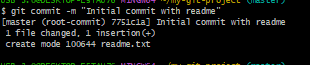 $ git commit -m "Initial commit with readme"
[master (root-commit) 7751c1a] Initial commit with readme
1 file changed, 1 insertion(+)
create mode 100644 readme.txt